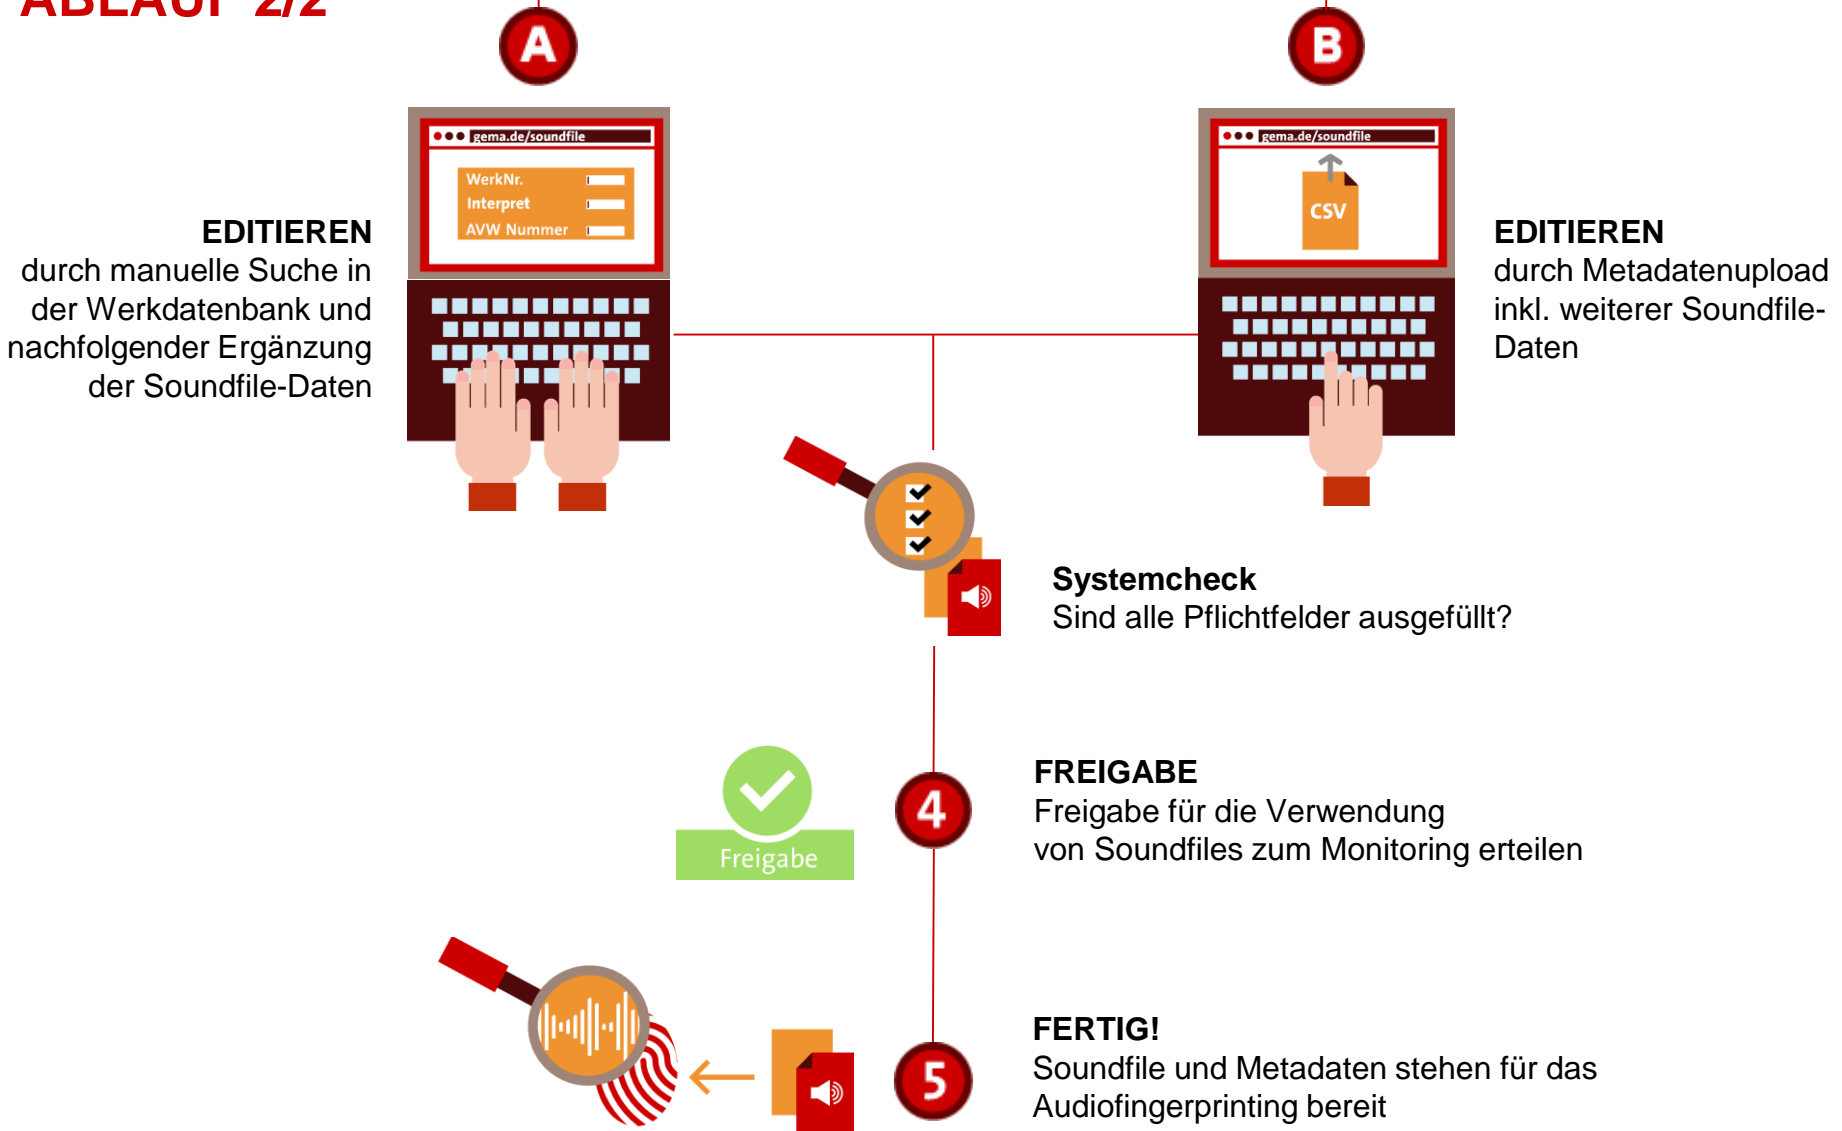 ABLAUF 2/2
A
B
gema.de/soundfile
WerkNr.
Interpret
AVW Nummer
gema.de/soundfile
CSV
EDITIEREN
durch manuelle Suche in
der Werkdatenbank und
nachfolgender Ergänzung
der Soundfile-Daten
EDITIEREN
durch Metadatenupload
inkl. weiterer Soundfile-
Daten
Systemcheck
Sind alle Pflichtfelder ausgefüllt?
Freigabe
4
FREIGABE
Freigabe für die Verwendung
von Soundfiles zum Monitoring erteilen
5
FERTIG!
Soundfile und Metadaten stehen für das
Audiofingerprinting bereit